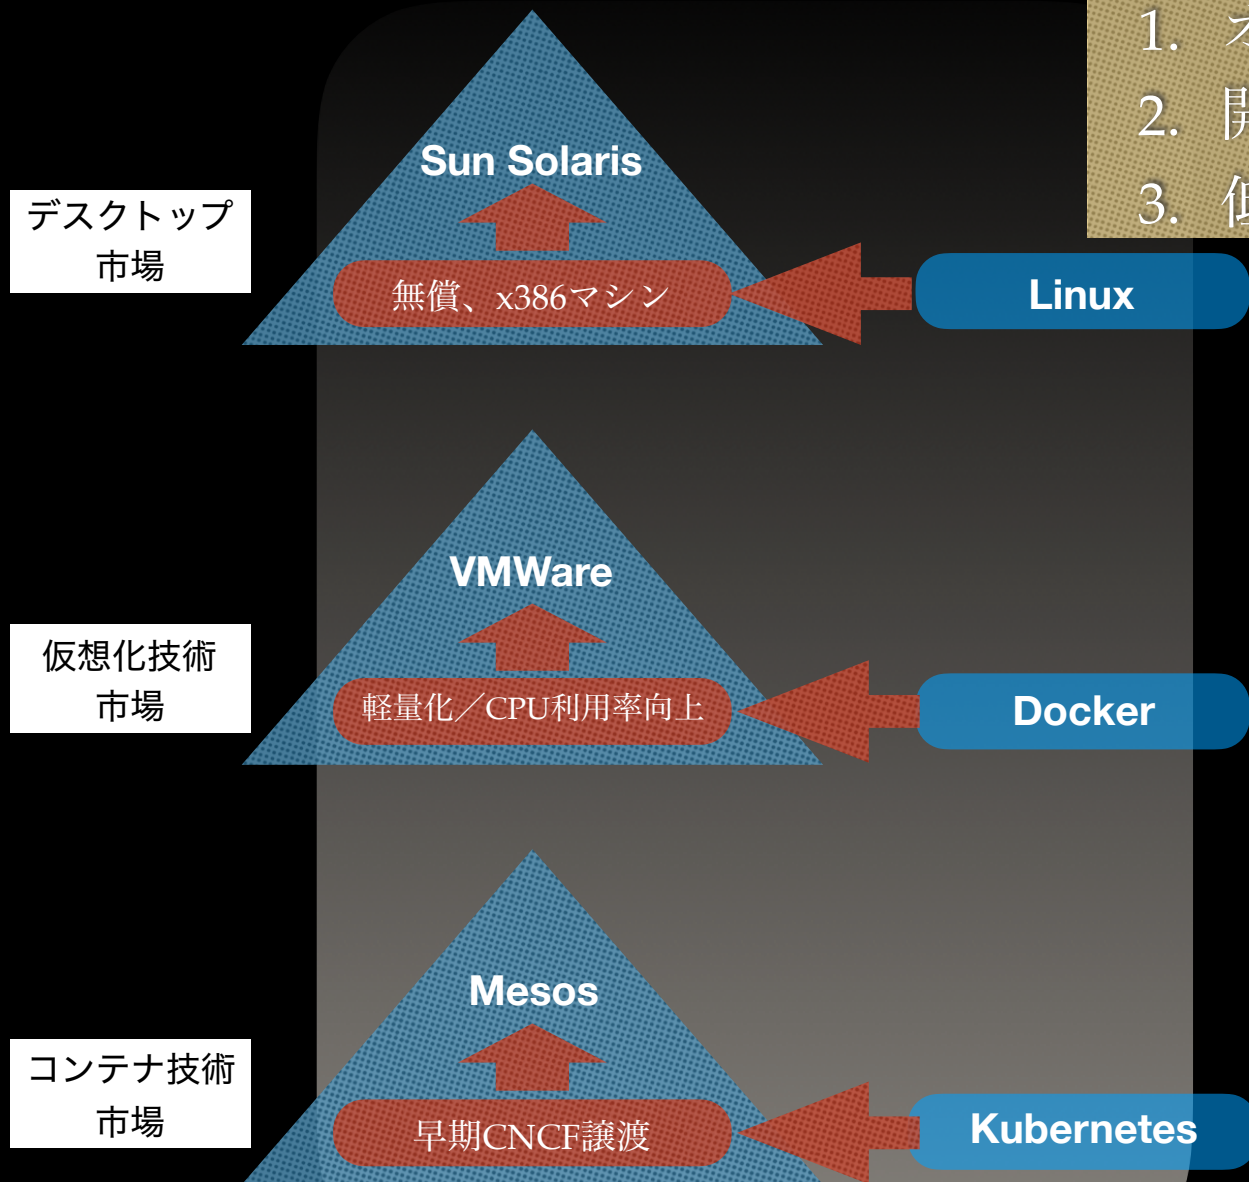 1.
2. 開
3.
Sun Solaris
デスクトップ
市場
無償、x386マシン
Linux
VMWare
仮想化技術
市場
軽量化／CPU利用率向上
Docker
Mesos
コンテナ技術
市場
早期CNCF譲渡
Kubernetes